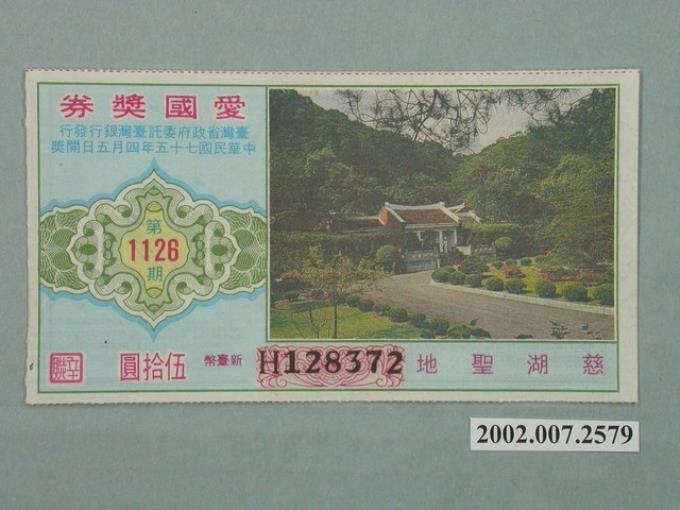 愛國獎券
臺灣省政府委託臺灣銀行發行
中華民國七十五年四月五日開獎
第
1126
期
慈湖聖地
H128372
新臺幣
伍拾圓
2002.007.2579